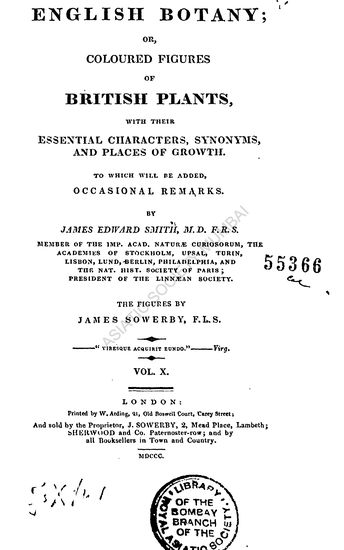 ENGLISH BOTANY;
OR,
COLOURED FIGURES
OF
BRITISH PLANTS,
WITH THEIR
ESSENTIAL CHARACTERS, SYNONYMS,
AND PLACES OF GROWTH.
TO WHICH WILL BE ADDED,
OCCASIONAL REMARKS.
BY
JAMES EDWARD SMITH, M.D. F.R.S.
MEMBER OF THE IMP. ACAD. NATURÆ CURIOSORUM, THE
ACADEMIES OF STOCKHOLM, UPSAL, TURIN,
LISBON, LUND, BERLIN, PHILADELPHIA, AND
THE NAT. HIST. SOCIETY OF PARIS;
PRESIDENT OF THE LINNÆAN SOCIETY.
55366
THE FIGURES BY
JAMES SOWERBY, F.L.S.
"VIRESQUE ACQUIRIT EUNDO."—Virg.
VOL. X.
LONDON:
Printed by W. Arding, 21, Old Boswell Court, Carey Street;
And sold by the Proprietor, J. SOWERBY, 2, Mead Place, Lambeth;
SHERWOOD and Co. Paternoster-row; and by
all Booksellers in Town and Country.
MDCCC.
LIBRARY
OF THE
BOMBAY
BRANCH
OF THE
ROYAL ASIATIC SOCIETY
ASIATIC SOCIETY